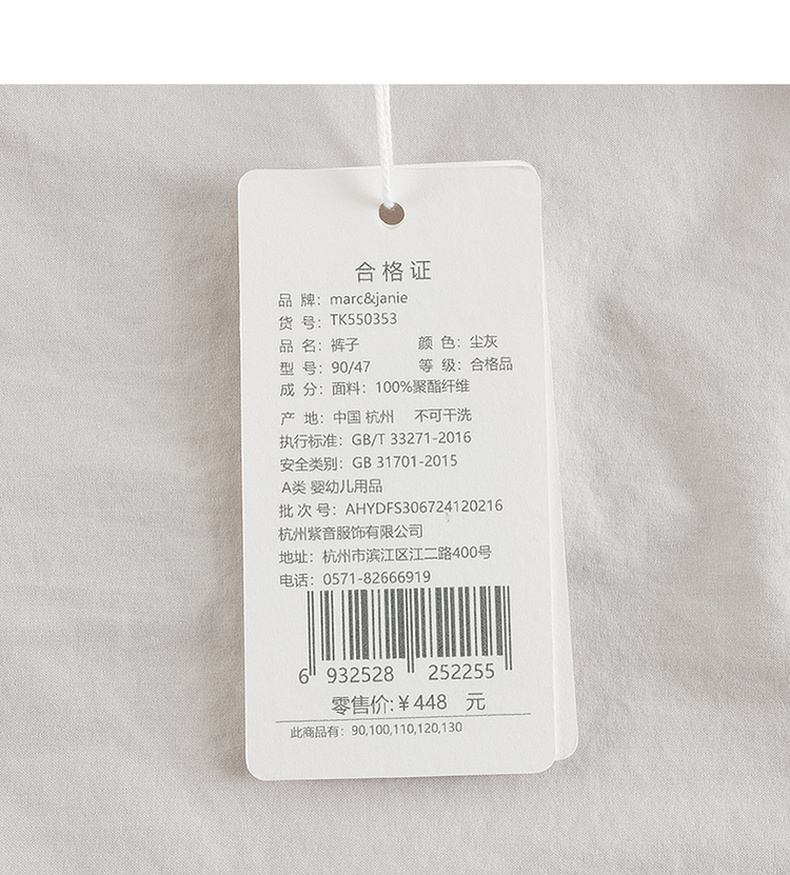 合格证
品 牌：marc&janie
货 号：TK550353
品 名：裤子 颜 色：尘灰
型 号：90/47 等 级：合格品
成 分：面料：100%聚酯纤维
产 地：中国 杭州 不可干洗
执行标准：GB/T 33271-2016
安全类别：GB 31701-2015
A类 婴幼儿用品
批 次 号：AHYDFS306724120216
杭州紫音服饰有限公司
地址：杭州市滨江区江二路400号
电话：0571-82666919
6 932528 252255
零售价:￥448 元
此商品有：90,100,110,120,130